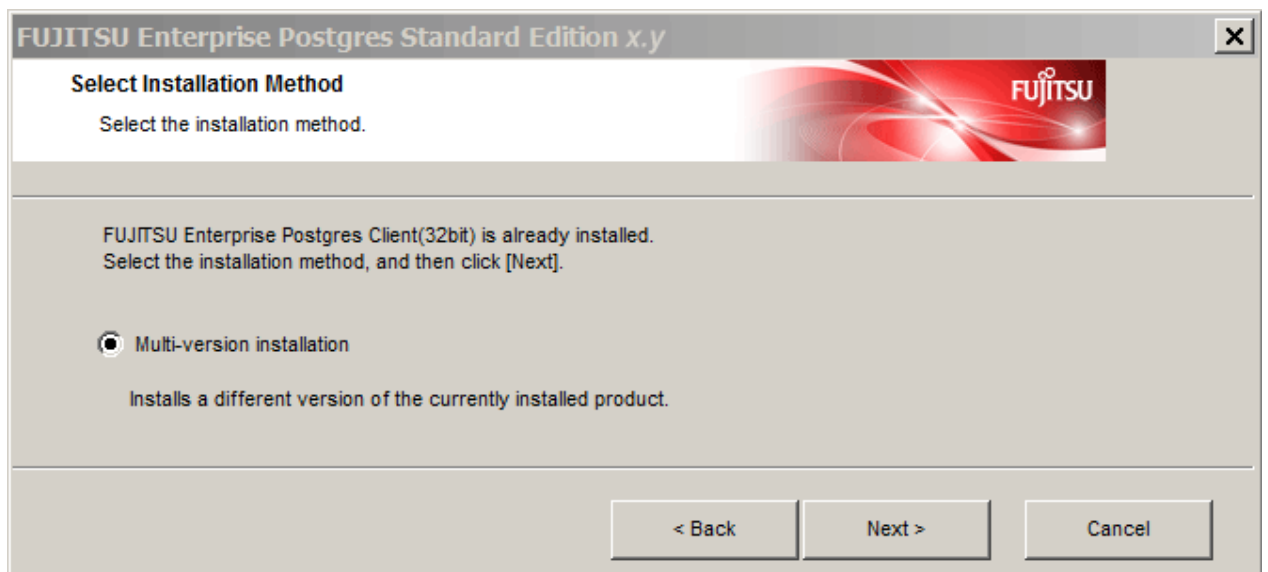 FUJITSU Enterprise Postgres Standard Edition x.y
Select Installation Method
Select the installation method.
FUJITSU
FUJITSU Enterprise Postgres Client(32bit) is already installed.
Select the installation method, and then click [Next].
Multi-version installation
Installs a different version of the currently installed product.
< Back
Next >
Cancel